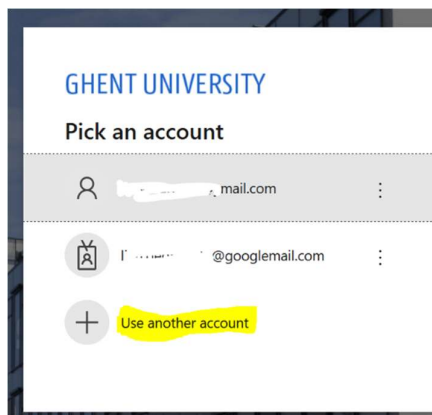 GHENT UNIVERSITY
Pick an account
mail.com
@googlemail.com
Use another account